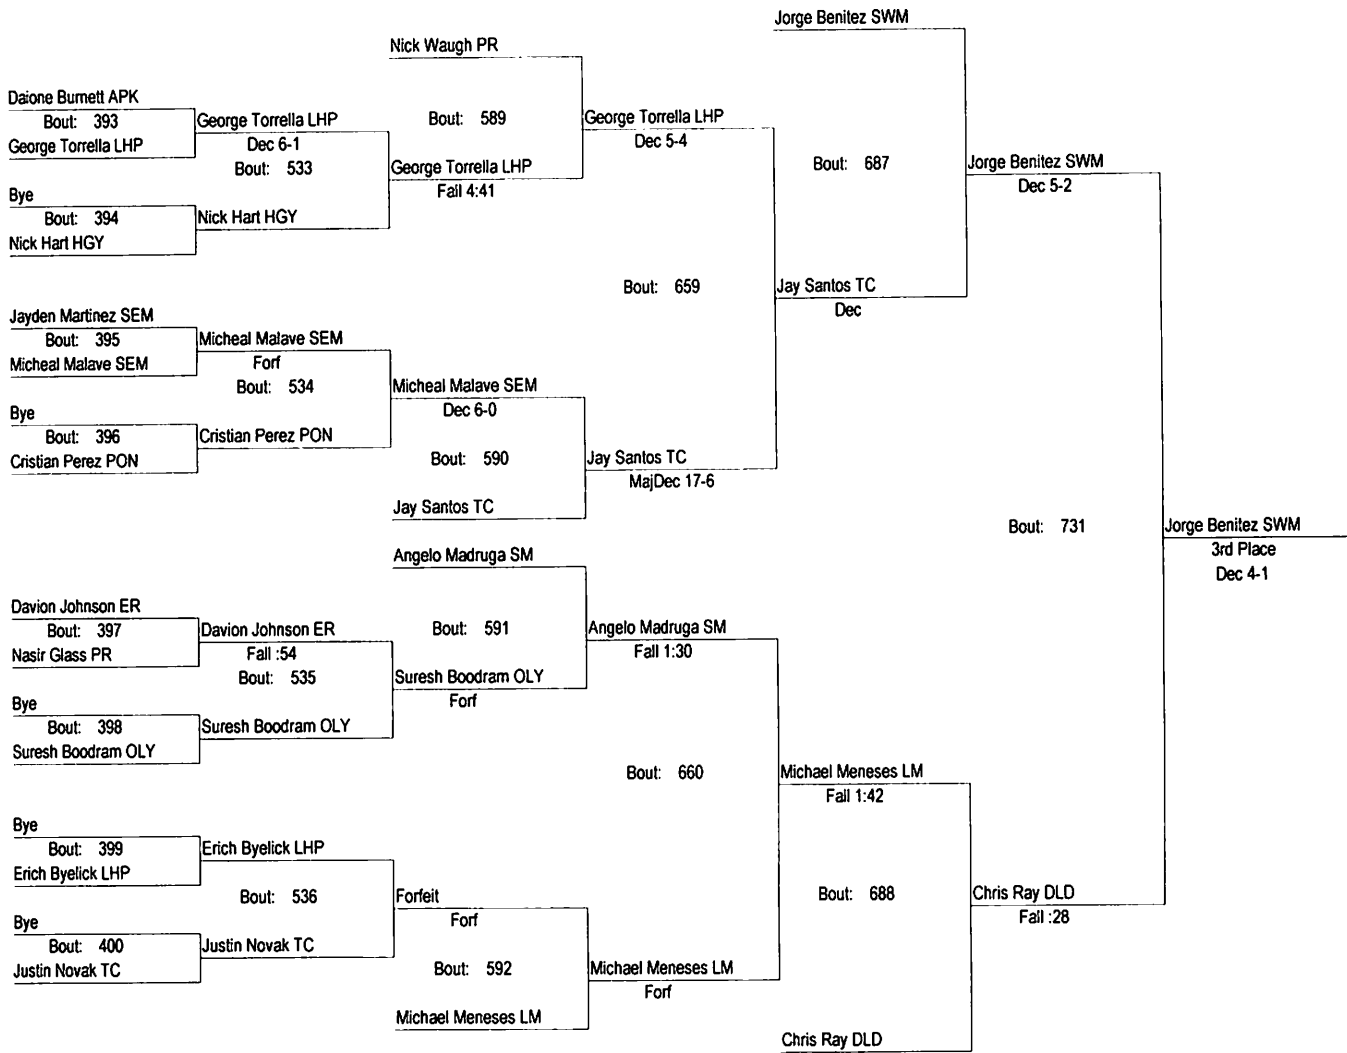 Jorge Benitez SWM
Nick Waugh PR
Daione Burnett APK
Bout: 393
George Torrella LHP
George Torrella LHP
Dec 6-1
Bout: 533
Bout: 589
George Torrella LHP
Dec 5-4
George Torrella LHP
Fall 4:41
Bout: 687
Jorge Benitez SWM
Dec 5-2
Bye
Bout: 394
Nick Hart HGY
Nick Hart HGY
Bout: 659
Jay Santos TC
Dec
Jayden Martinez SEM
Bout: 395
Micheal Malave SEM
Micheal Malave SEM
Forf
Bout: 534
Micheal Malave SEM
Dec 6-0
Bye
Bout: 396
Cristian Perez PON
Cristian Perez PON
Bout: 590
Jay Santos TC
MajDec 17-6
Jay Santos TC
Bout: 731
Jorge Benitez SWM
3rd Place
Dec 4-1
Angelo Madruga SM
Davion Johnson ER
Bout: 397
Nasir Glass PR
Davion Johnson ER
Fall :54
Bout: 535
Bout: 591
Angelo Madruga SM
Fall 1:30
Suresh Boodram OLY
Forf
Bye
Bout: 398
Suresh Boodram OLY
Suresh Boodram OLY
Bout: 660
Michael Meneses LM
Fall 1:42
Bye
Bout: 399
Erich Byelick LHP
Erich Byelick LHP
Bout: 536
Forfeit
Forf
Bout: 688
Chris Ray DLD
Fall :28
Bye
Bout: 400
Justin Novak TC
Justin Novak TC
Bout: 592
Michael Meneses LM
Forf
Michael Meneses LM
Chris Ray DLD